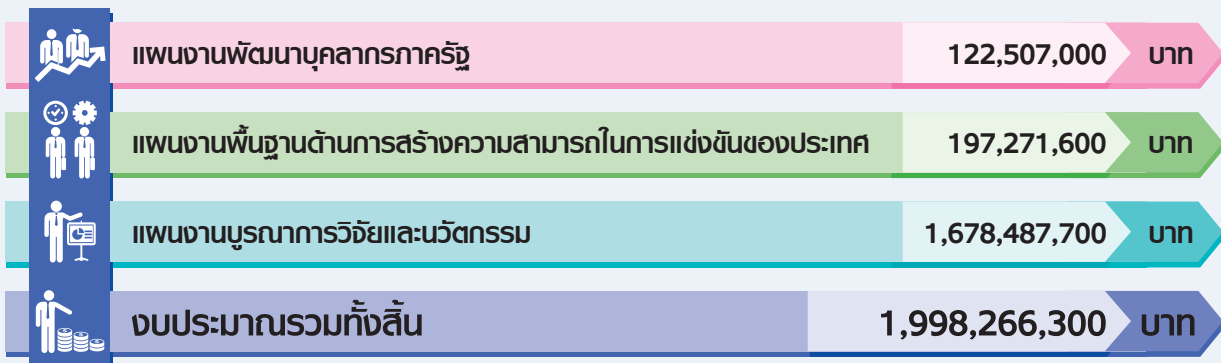 แผนงานพัฒนาบุคลากรภาครัฐ 122,507,000 บาท
แผนงานพื้นฐานด้านการสร้างความสามารถในการแข่งขันของประเทศ 197,271,600 บาท
แผนงานบูรณาการวิจัยและนวัตกรรม 1,678,487,700 บาท
งบประมาณรวมทั้งสิ้น 1,998,266,300 บาท